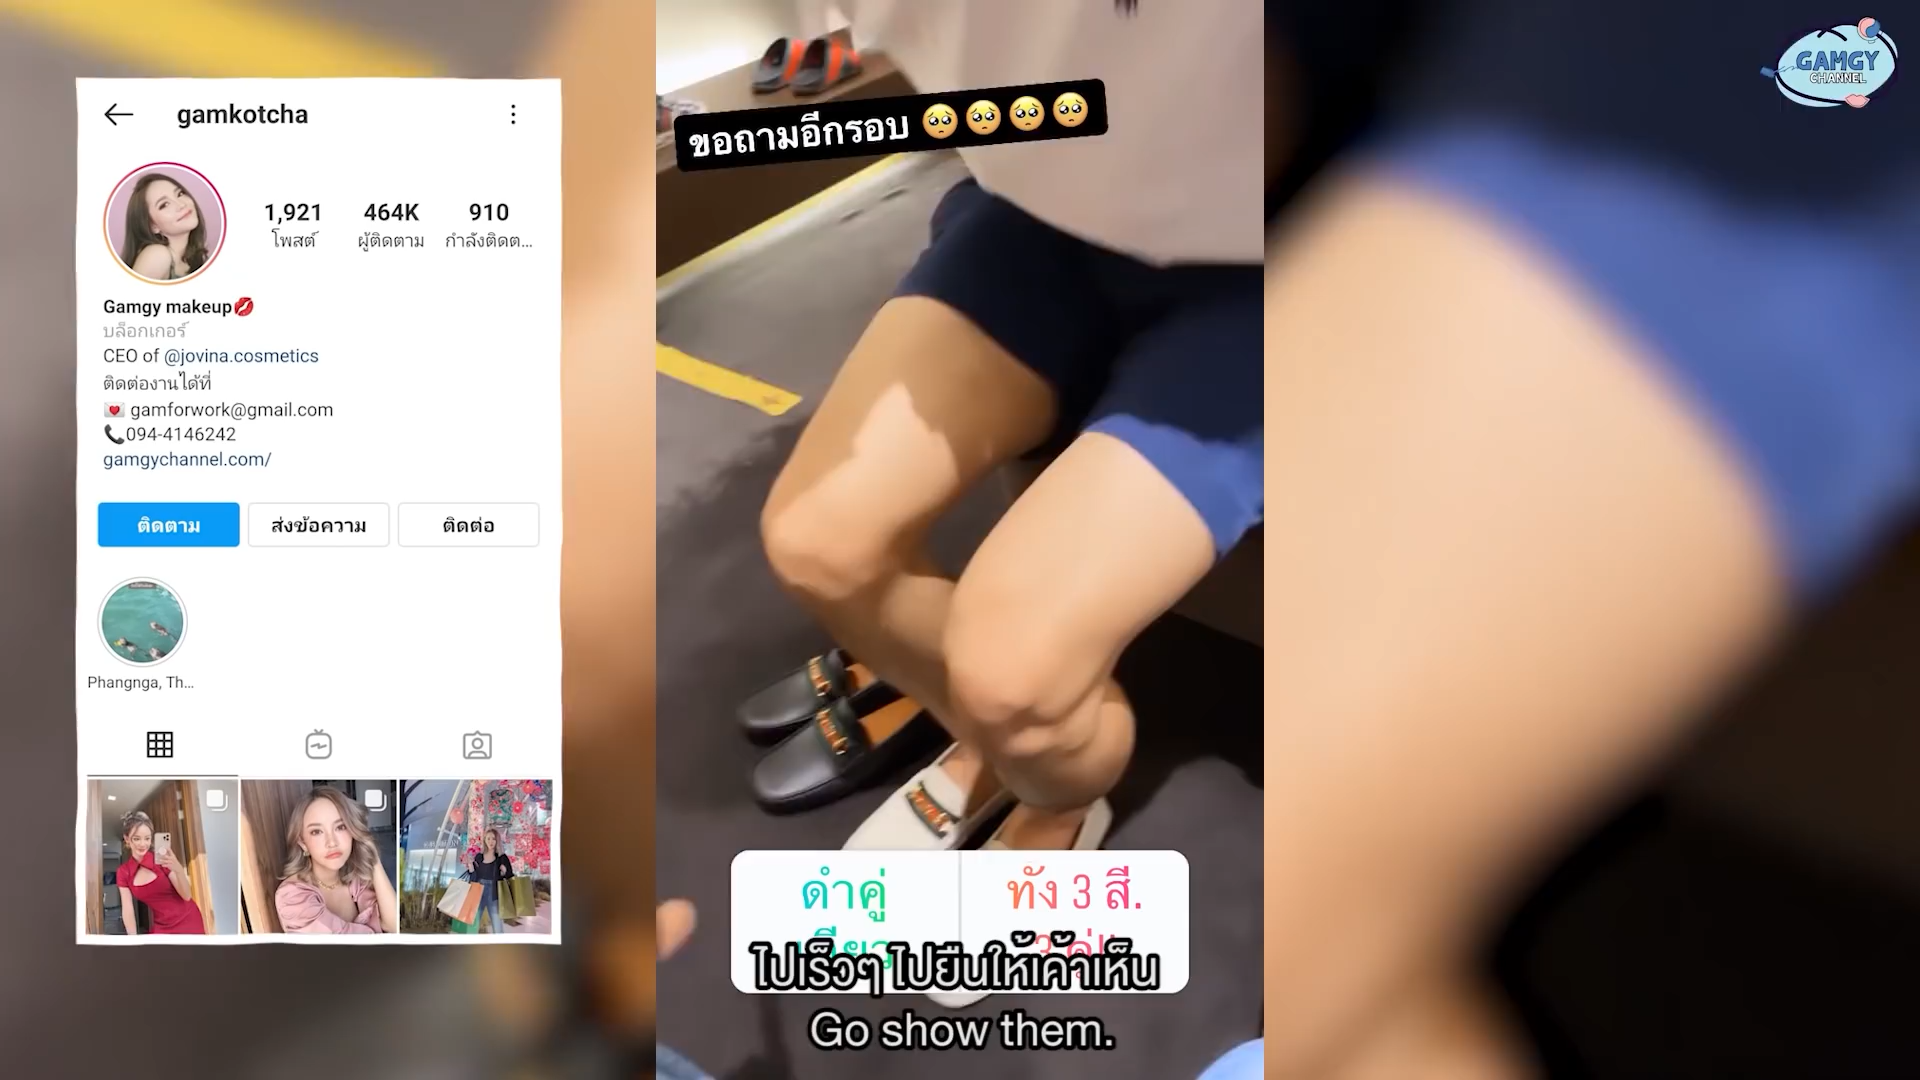 gamkotcha
1,921
464K
910
โพสต์
ผู้ติดตาม
กำลังติดต...
Gamgy makeup💋
บล็อกเกอร์
CEO of @jovina.cosmetics
ติดต่องานได้ที่
💌 gamforwork@gmail.com
📞094-4146242
gamgychannel.com/
ติดตาม
ส่งข้อความ
ติดต่อ
Phangnga, Th...
ขอถามอีกรอบ 🥺🥺🥺🥺
ดำคู่
ทั้ง 3 สี.
ไปเร็วๆ ไปยืนให้เค้าเห็น
Go show them.
GAMGY
CHANNEL